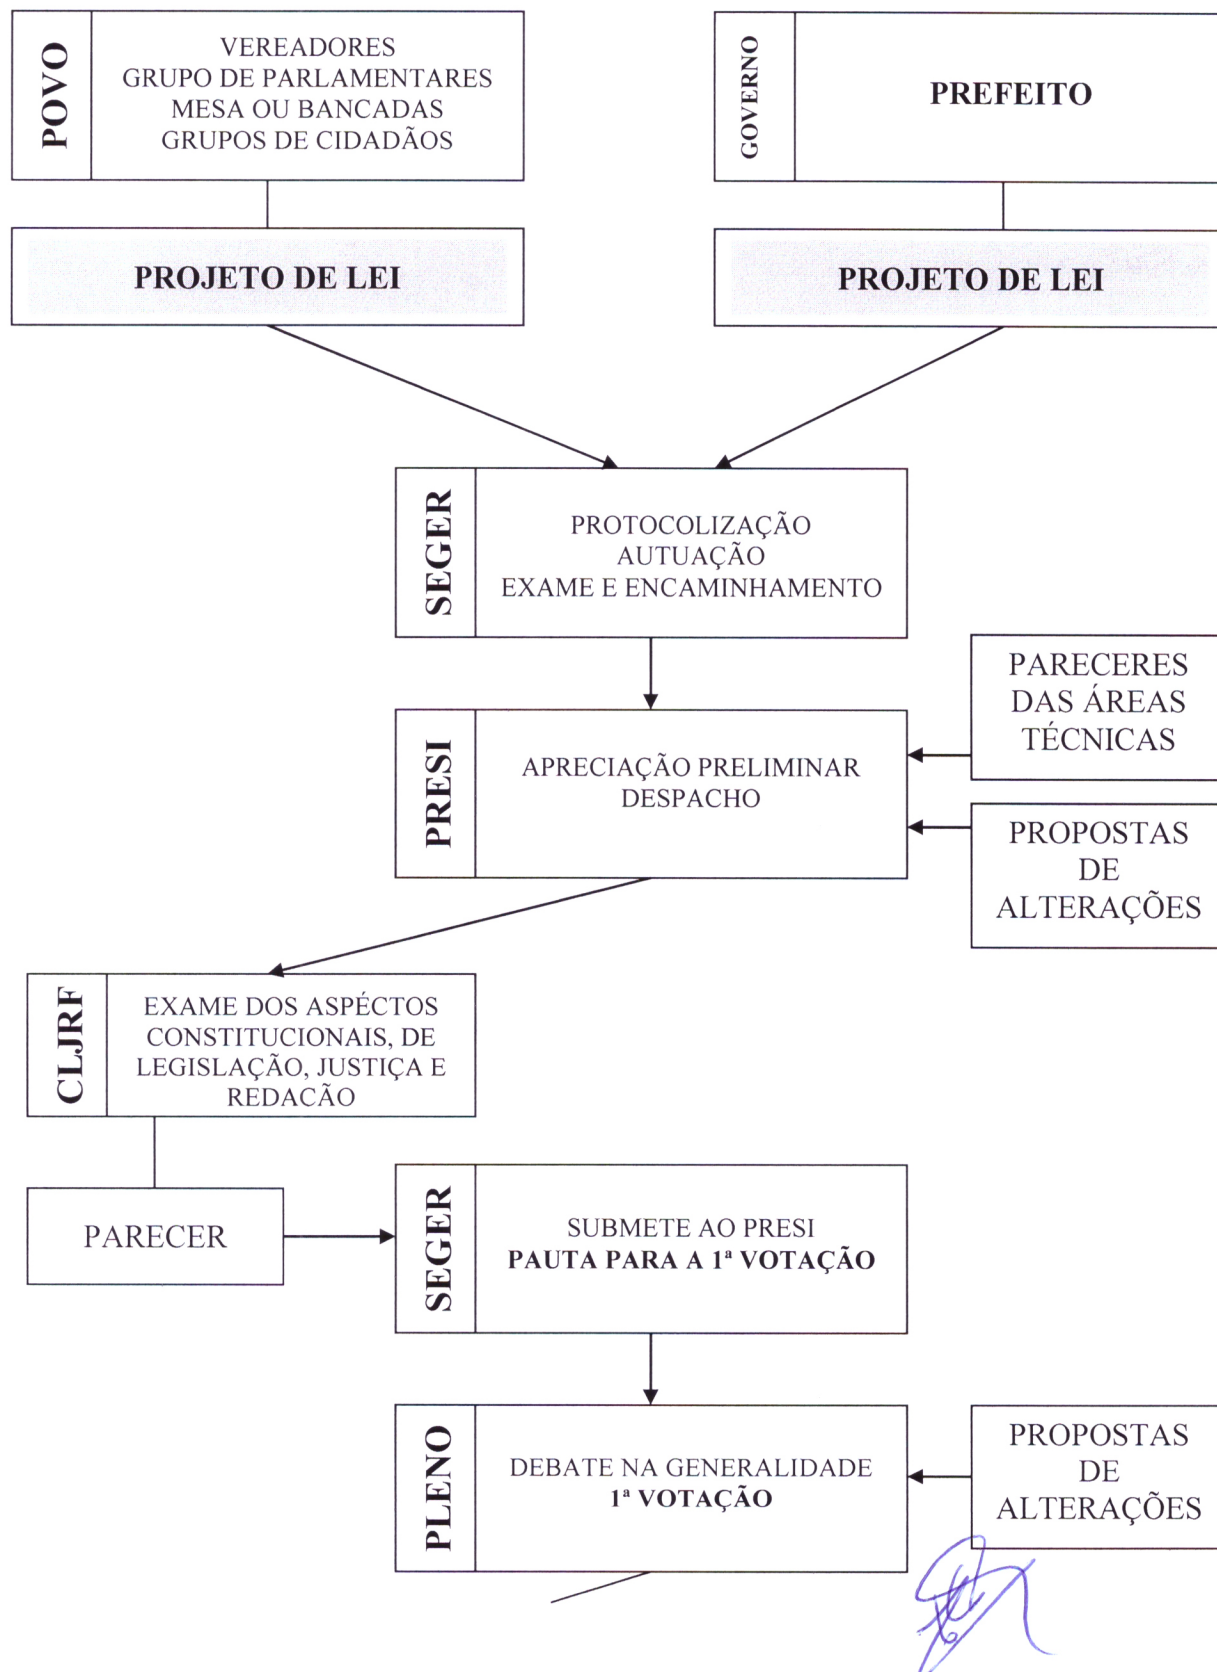 POVO
VEREADORES
GRUPO DE PARLAMENTARES
MESA OU BANCADAS
GRUPOS DE CIDADÃOS
GOVERNO
PREFEITO
PROJETO DE LEI
PROJETO DE LEI
SEGER
PROTOCOLIZAÇÃO
AUTUAÇÃO
EXAME E ENCAMINHAMENTO
PRESI
APRECIAÇÃO PRELIMINAR
DESPACHO
PARECERES
DAS ÁREAS
TÉCNICAS
PROPOSTAS
DE
ALTERAÇÕES
CLJRF
EXAME DOS ASPÉCTOS
CONSTITUCIONAIS, DE
LEGISLAÇÃO, JUSTIÇA E
REDACÃO
PARECER
SEGER
SUBMETE AO PRESI
PAUTA PARA A 1ª VOTAÇÃO
PLENO
DEBATE NA GENERALIDADE
1ª VOTAÇÃO
PROPOSTAS
DE
ALTERAÇÕES